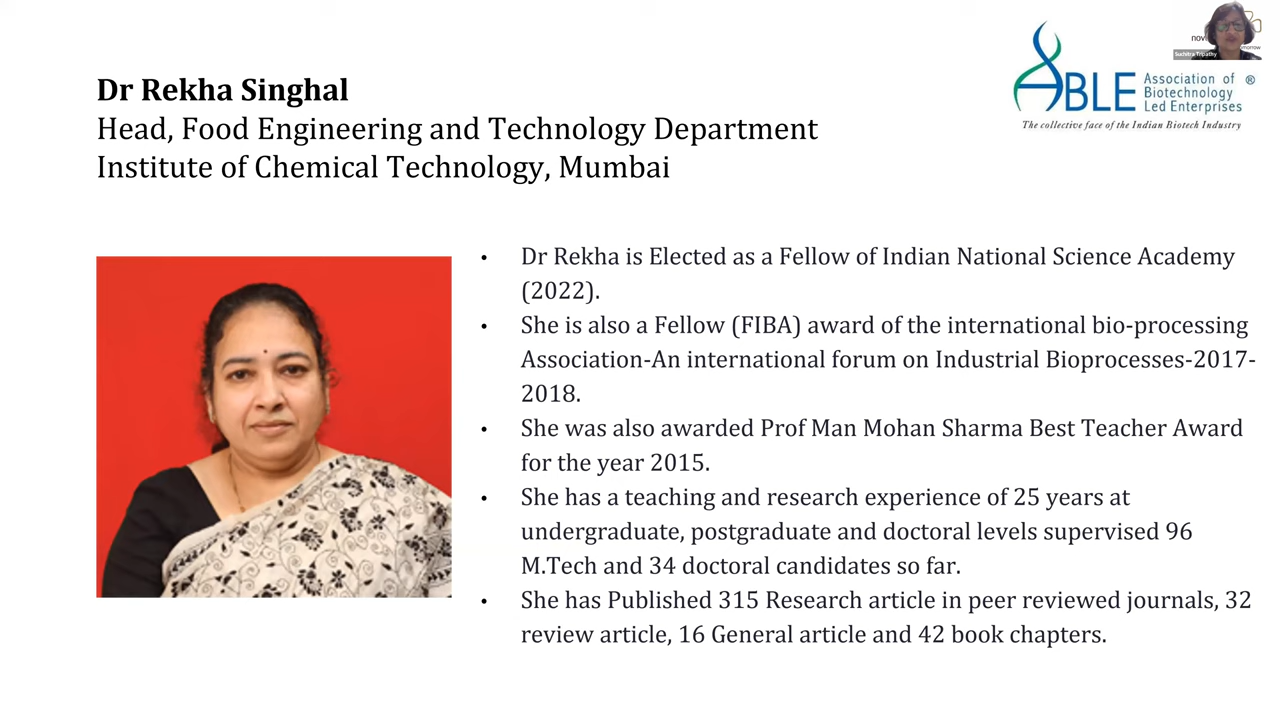 Dr Rekha Singhal
Head, Food Engineering and Technology Department
Institute of Chemical Technology, Mumbai
ABLE
Association of ®
Biotechnology
Led Enterprises
The collective face of the Indian Biotech Industry
Suchitra Tripathy
• Dr Rekha is Elected as a Fellow of Indian National Science Academy
(2022).
• She is also a Fellow (FIBA) award of the international bio-processing
Association-An international forum on Industrial Bioprocesses-2017-
2018.
• She was also awarded Prof Man Mohan Sharma Best Teacher Award
for the year 2015.
• She has a teaching and research experience of 25 years at
undergraduate, postgraduate and doctoral levels supervised 96
M.Tech and 34 doctoral candidates so far.
• She has Published 315 Research article in peer reviewed journals, 32
review article, 16 General article and 42 book chapters.